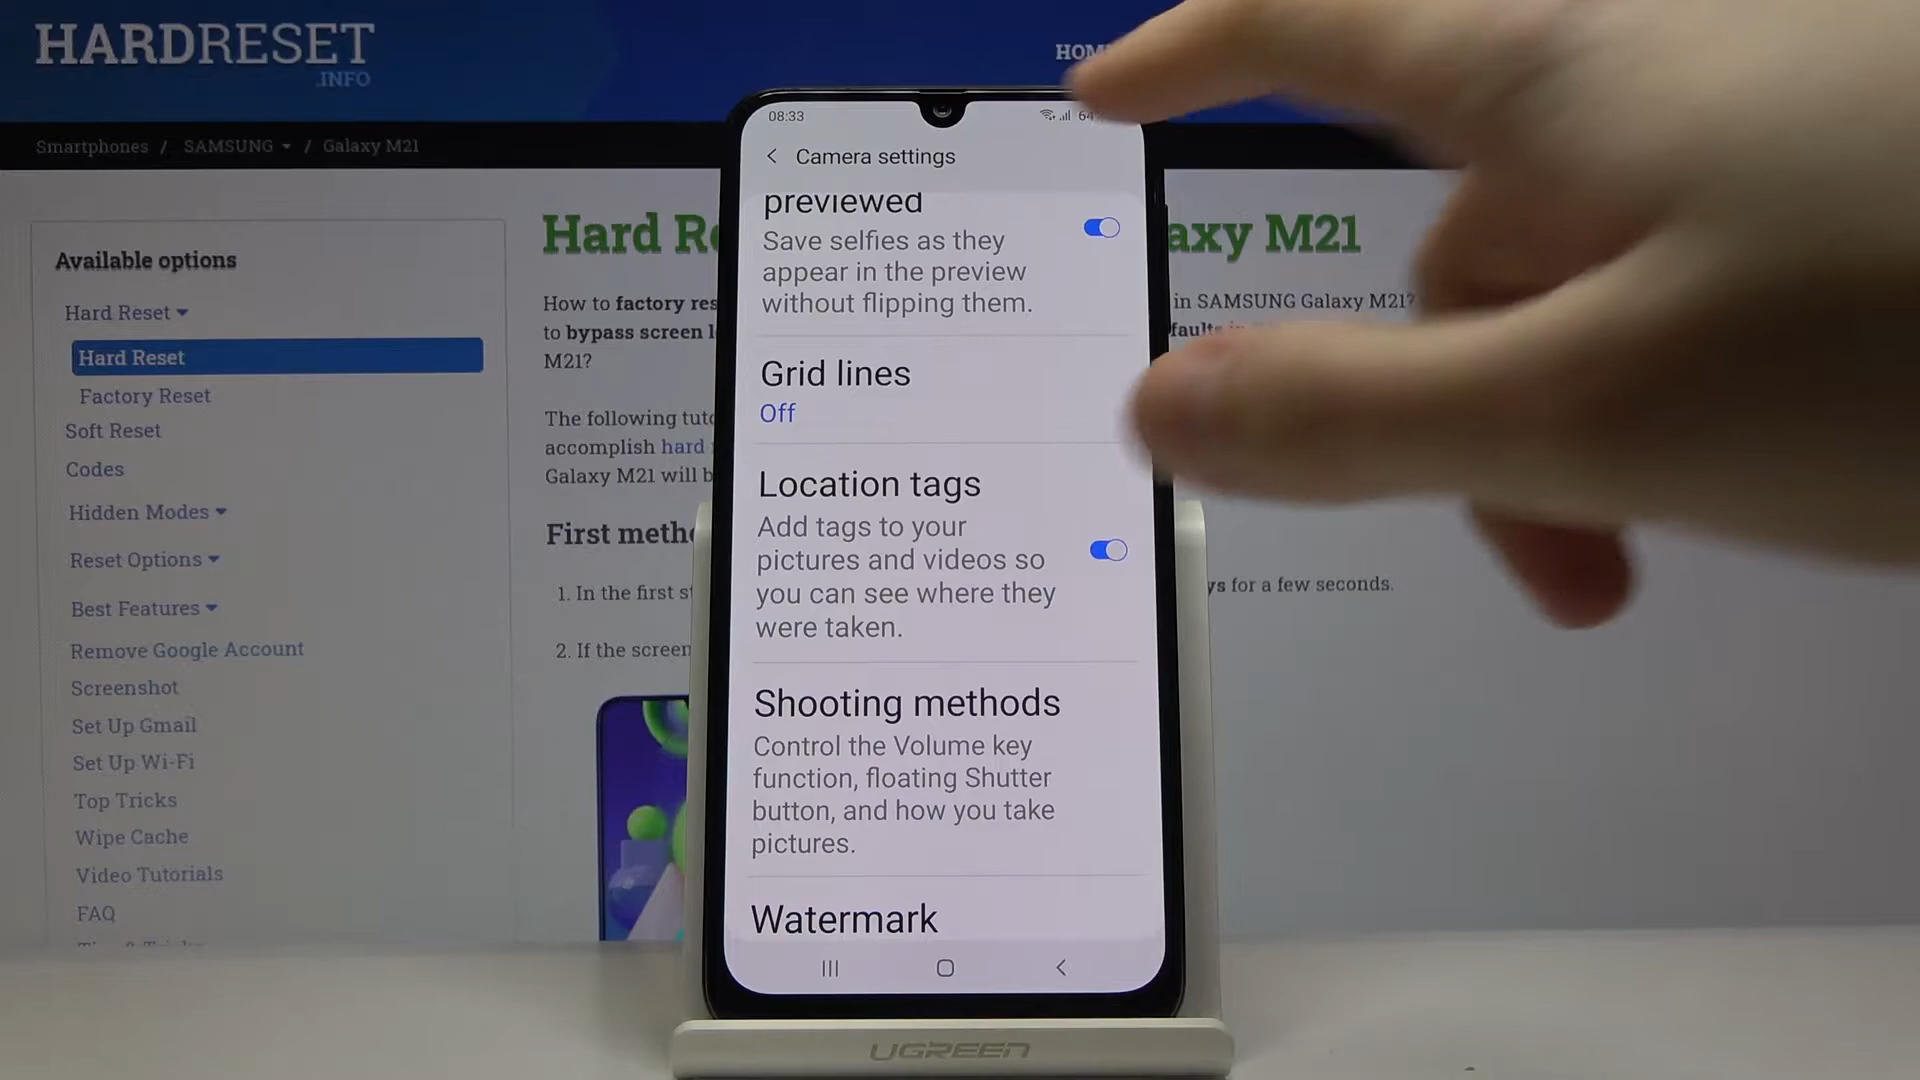 HARDRESET
.INFO
HOM
Smartphones / SAMSUNG / Galaxy M21
Available options
Hard Reset
Hard Reset
Factory Reset
Soft Reset
Codes
Hidden Modes
Reset Options
Best Features
Remove Google Account
Screenshot
Set Up Gmail
Set Up Wi-Fi
Top Tricks
Wipe Cache
Video Tutorials
FAQ
Hard Re
axy M21
How to factory res
in SAMSUNG Galaxy M21?
to bypass screen l
faults
M21?
The following tuto
accomplish hard
Galaxy M21 will b
First metho
1. In the first st
ys for a few seconds.
2. If the screen
08:33
64
Camera settings
previewed
Save selfies as they
appear in the preview
without flipping them.
Grid lines
Off
Location tags
Add tags to your
pictures and videos so
you can see where they
were taken.
Shooting methods
Control the Volume key
function, floating Shutter
button, and how you take
pictures.
Watermark
UGREEN